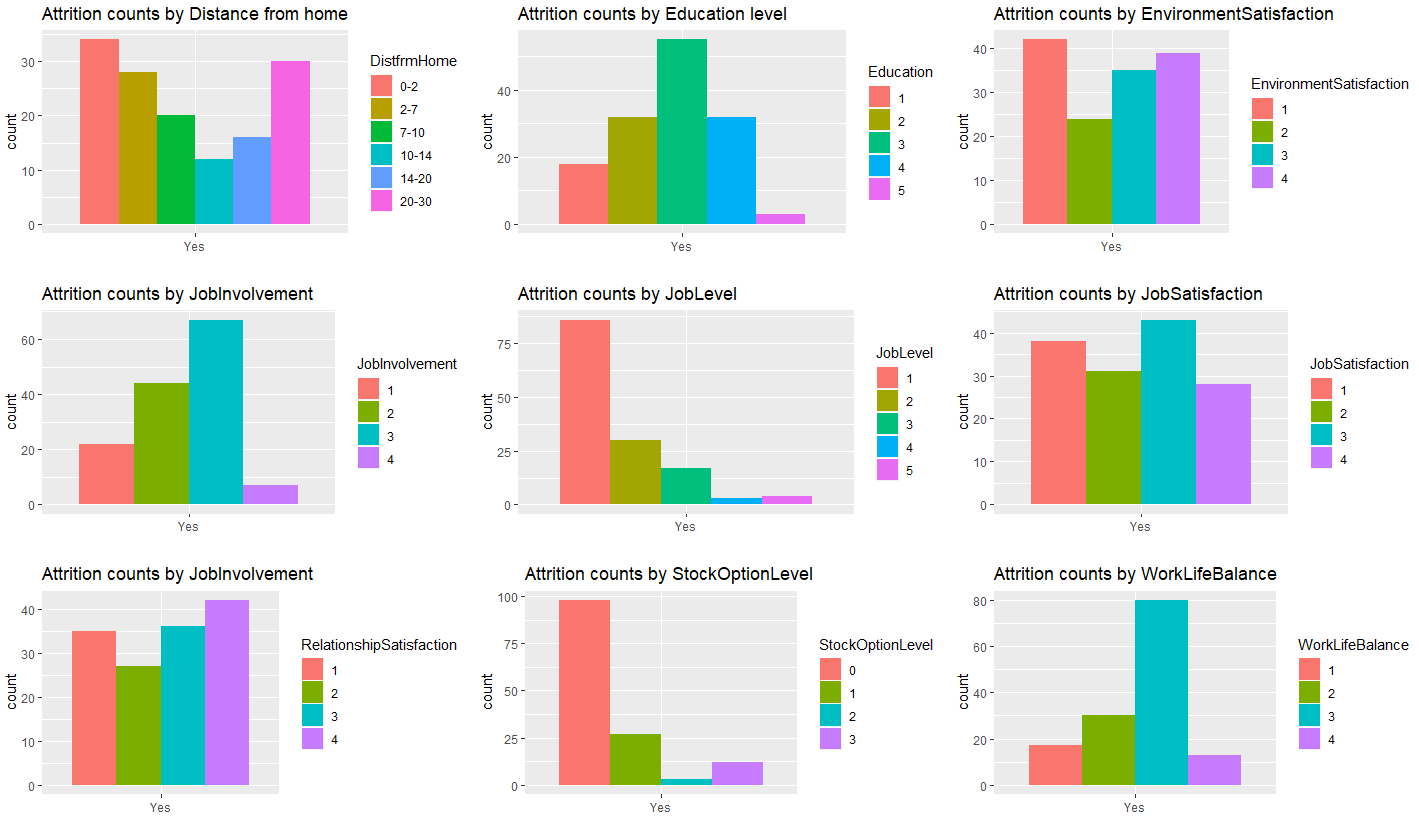 Attrition counts by Distance from home
count
30
20
10
0
Yes
DistfrmHome
0-2
2-7
7-10
10-14
14-20
20-30
Attrition counts by Education level
count
40
20
0
Yes
Education
1
2
3
4
5
Attrition counts by EnvironmentSatisfaction
count
40
30
20
10
0
Yes
EnvironmentSatisfaction
1
2
3
4
Attrition counts by JobInvolvement
count
60
40
20
0
Yes
JobInvolvement
1
2
3
4
Attrition counts by JobLevel
count
75
50
25
0
Yes
JobLevel
1
2
3
4
5
Attrition counts by JobSatisfaction
count
40
30
20
10
0
Yes
JobSatisfaction
1
2
3
4
Attrition counts by JobInvolvement
count
40
30
20
10
0
Yes
RelationshipSatisfaction
1
2
3
4
Attrition counts by StockOptionLevel
count
100
75
50
25
0
Yes
StockOptionLevel
0
1
2
3
Attrition counts by WorkLifeBalance
count
80
60
40
20
0
Yes
WorkLifeBalance
1
2
3
4